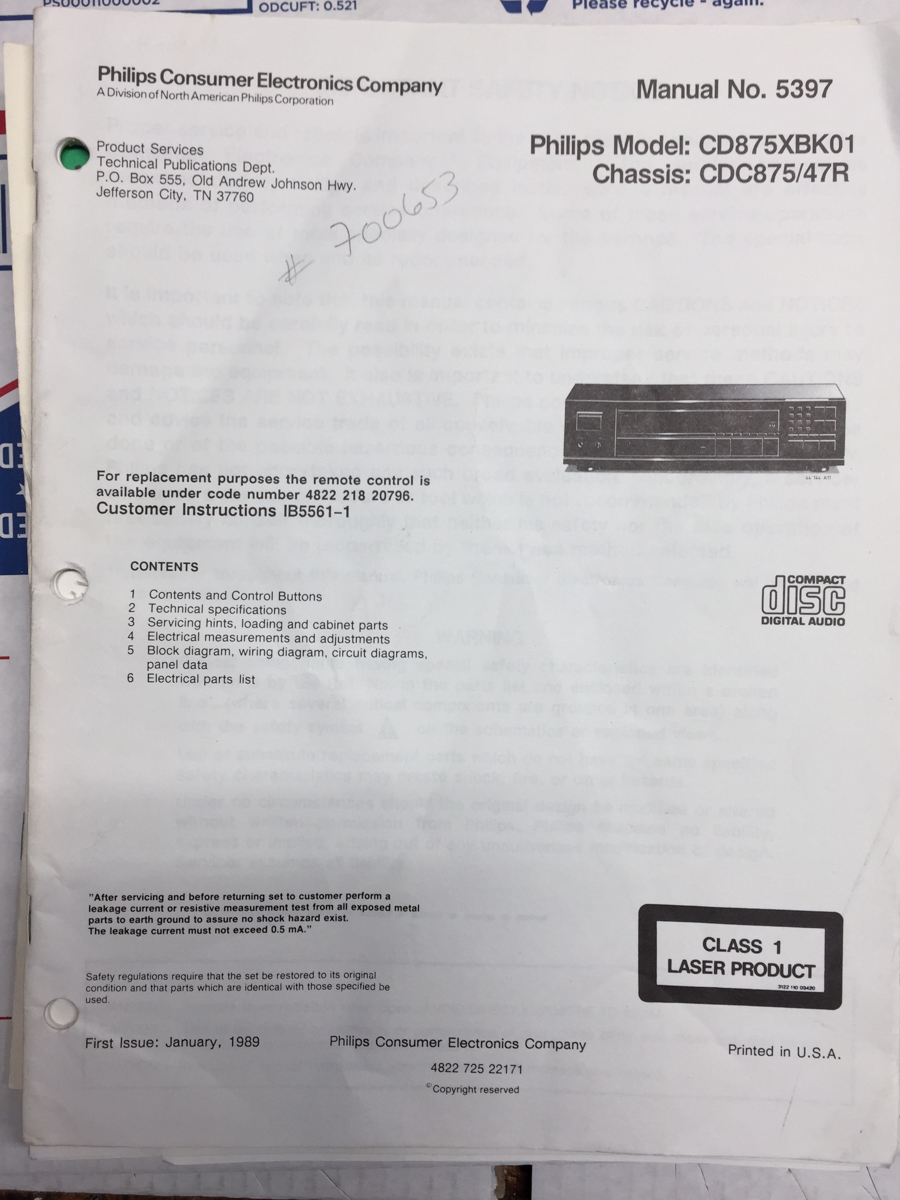 PS00011000002
ODCUFT: 0.521
Please recycle - again.
Philips Consumer Electronics Company
A Division of North American Philips Corporation
Manual No. 5397
Product Services
Technical Publications Dept.
P.O. Box 555, Old Andrew Johnson Hwy.
Jefferson City, TN 37760
Philips Model: CD875XBK01
Chassis: CDC875/47R
# 700653
For replacement purposes the remote control is
available under code number 4822 218 20796.
Customer Instructions IB5561-1
CONTENTS
1 Contents and Control Buttons
2 Technical specifications
3 Servicing hints, loading and cabinet parts
4 Electrical measurements and adjustments
5 Block diagram, wiring diagram, circuit diagrams,
panel data
6 Electrical parts list
COMPACT
disc
DIGITAL AUDIO
"After servicing and before returning set to customer perform a
leakage current or resistive measurement test from all exposed metal
parts to earth ground to assure no shock hazard exist.
The leakage current must not exceed 0.5 mA."
CLASS 1
LASER PRODUCT
Safety regulations require that the set be restored to its original
condition and that parts which are identical with those specified be
used.
First Issue: January, 1989
Philips Consumer Electronics Company
Printed in U.S.A.
4822 725 22171
©Copyright reserved